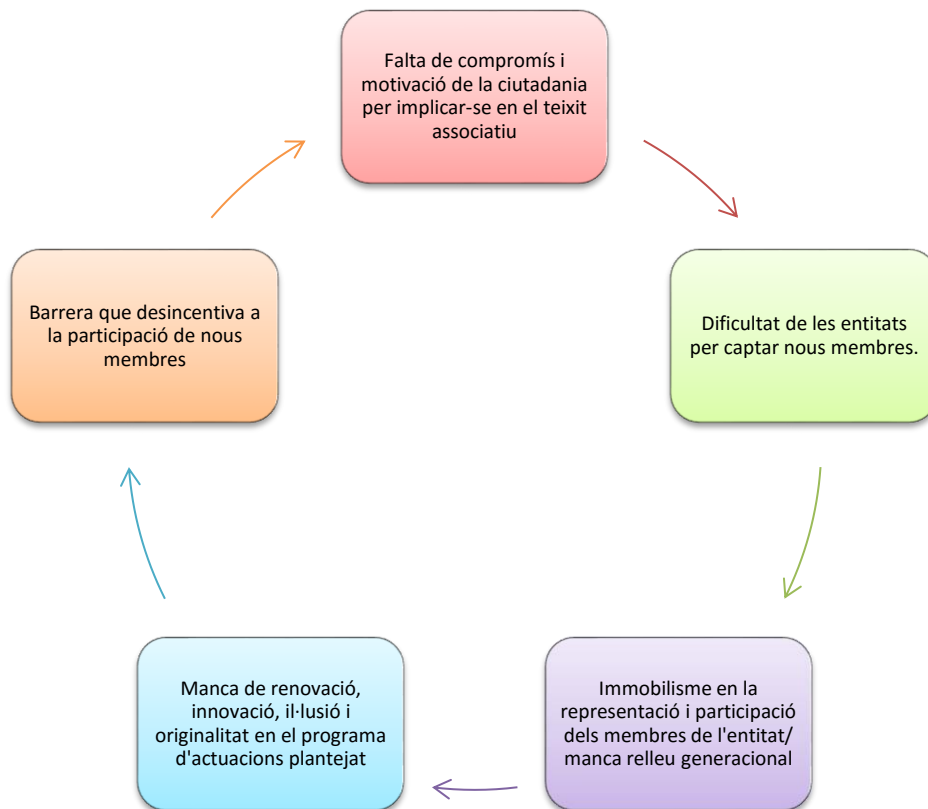 Falta de compromís i
motivació de la ciutadania
per implicar-se en el teixit
associatiu
Dificultat de les entitats
per captar nous membres.
Immobilisme en la
representació i participació
dels membres de l'entitat/
manca relleu generacional
Manca de renovació,
innovació, il·lusió i
originalitat en el programa
d'actuacions plantejat
Barrera que desincentiva a
la participació de nous
membres